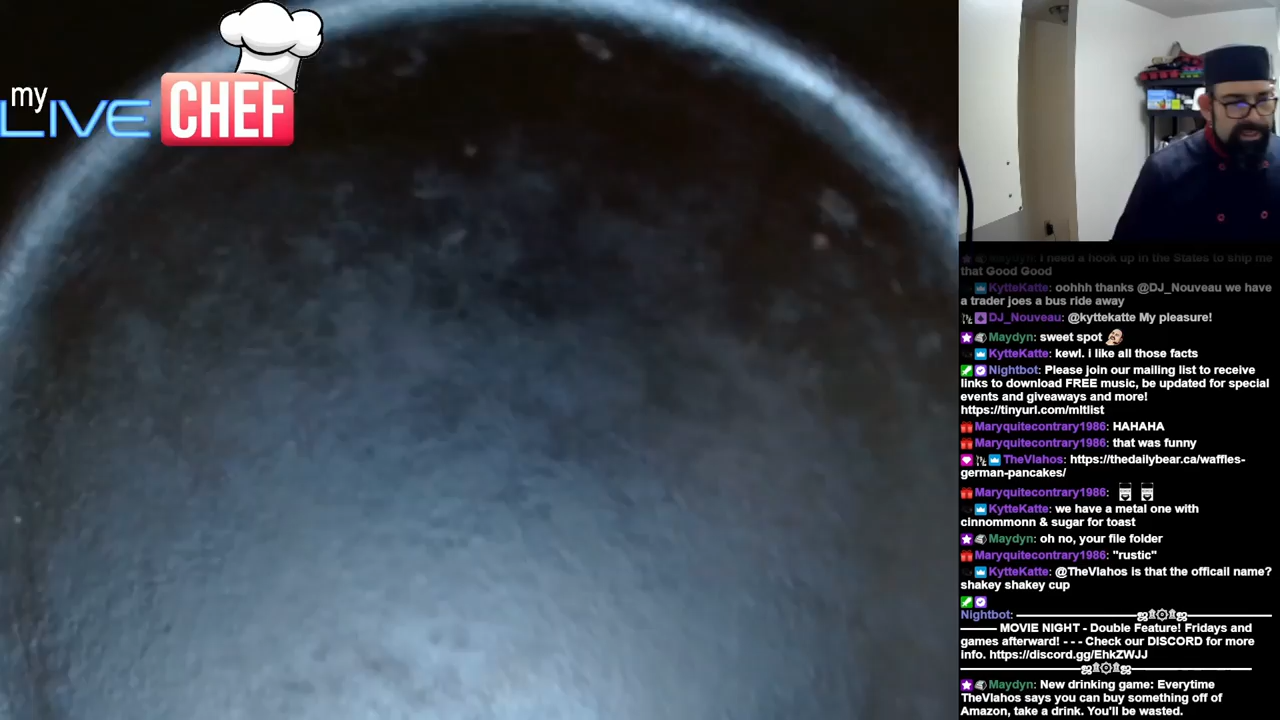 my
LIVE CHEF
Maydyn: I need a hook up in the States to ship me
that Good Good
KytteKatte: oohhh thanks @DJ_Nouveau we have
a trader joes a bus ride away
DJ_Nouveau: @kyttekatte My pleasure!
Maydyn: sweet spot
KytteKatte: kewl. i like all those facts
Nightbot: Please join our mailing list to receive
links to download FREE music, be updated for special
events and giveaways and more!
https://tinyurl.com/mltlist
Maryquitecontrary1986: HAHAHA
Maryquitecontrary1986: that was funny
TheVlahos: https://thedailybear.ca/waffles-
german-pancakes/
Maryquitecontrary1986:
KytteKatte: we have a metal one with
cinnommonn & sugar for toast
Maydyn: oh no, your file folder
Maryquitecontrary1986: "rustic"
KytteKatte: @TheVlahos is that the officail name?
shakey shakey cup
Nightbot:
MOVIE NIGHT - Double Feature! Fridays and
games afterward! - - - Check our DISCORD for more
info. https://discord.gg/EhkZWJJ
Maydyn: New drinking game: Everytime
TheVlahos says you can buy something off of
Amazon, take a drink. You'll be wasted.